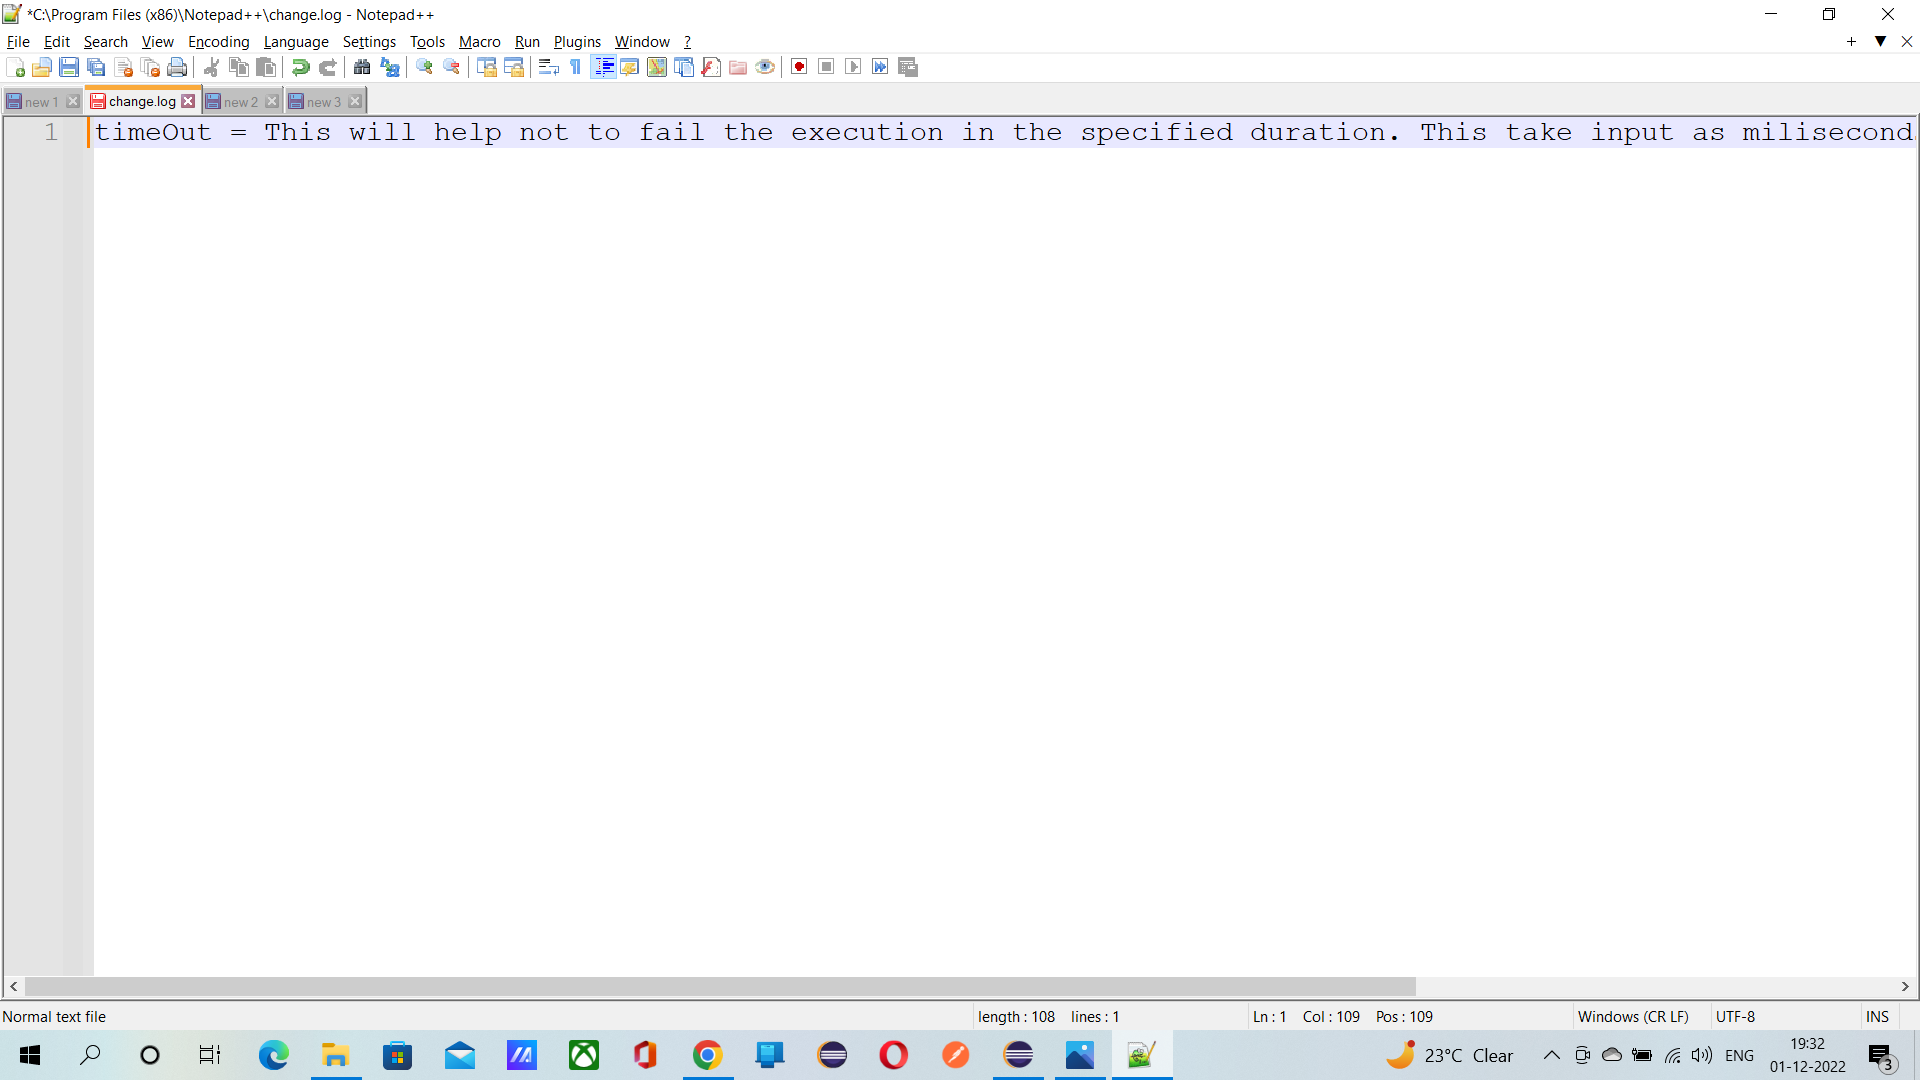 *C:\Program Files (x86)\Notepad++\change.log - Notepad++
File Edit Search View Encoding Language Settings Tools Macro Run Plugins Window ?
new 1 change.log new 2 new 3
1 timeOut = This will help not to fail the execution in the specified duration. This take input as milisecond
Normal text file length : 108 lines : 1 Ln : 1 Col : 109 Pos : 109 Windows (CR LF) UTF-8 INS
23°C Clear ENG 19:32
01-12-2022 3